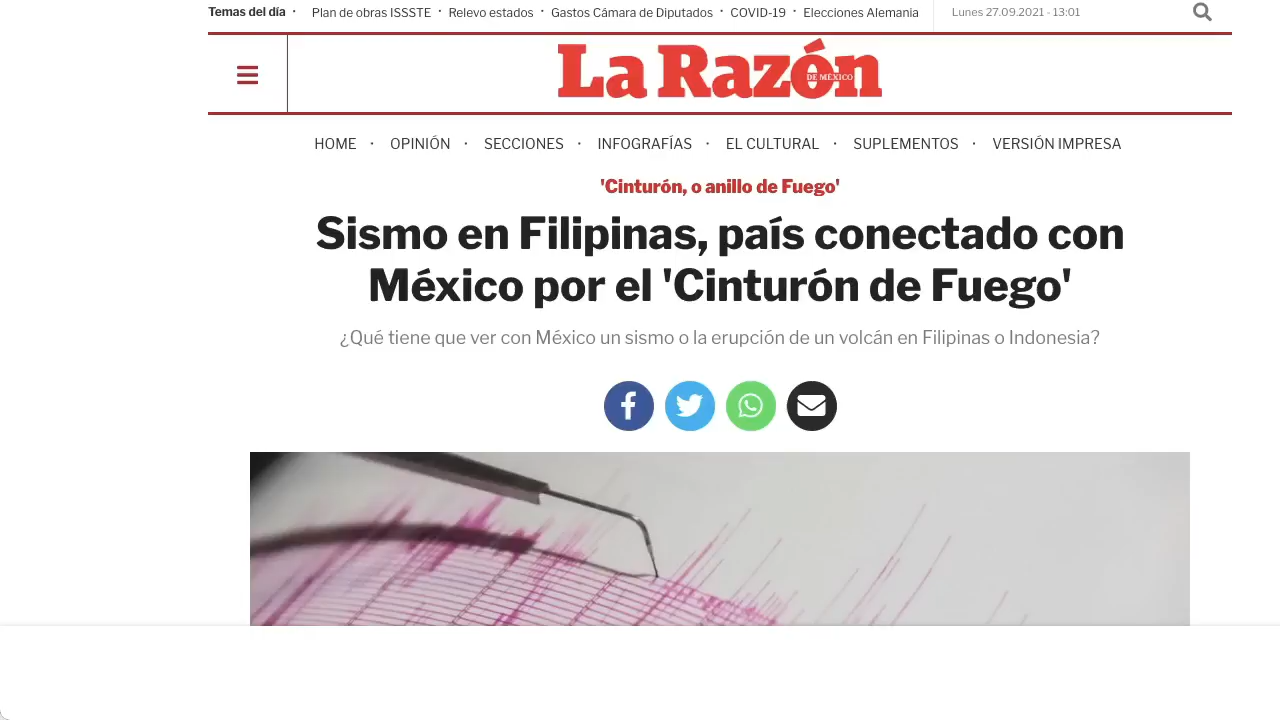 Temas del día · Plan de obras ISSSTE · Relevo estados · Gastos Cámara de Diputados · COVID-19 · Elecciones Alemania Lunes 27.09.2021 - 13:01
La Razón
DE MÉXICO
HOME · OPINIÓN · SECCIONES · INFOGRAFÍAS · EL CULTURAL · SUPLEMENTOS · VERSIÓN IMPRESA
'Cinturón, o anillo de Fuego'
Sismo en Filipinas, país conectado con
México por el 'Cinturón de Fuego'
¿Qué tiene que ver con México un sismo o la erupción de un volcán en Filipinas o Indonesia?